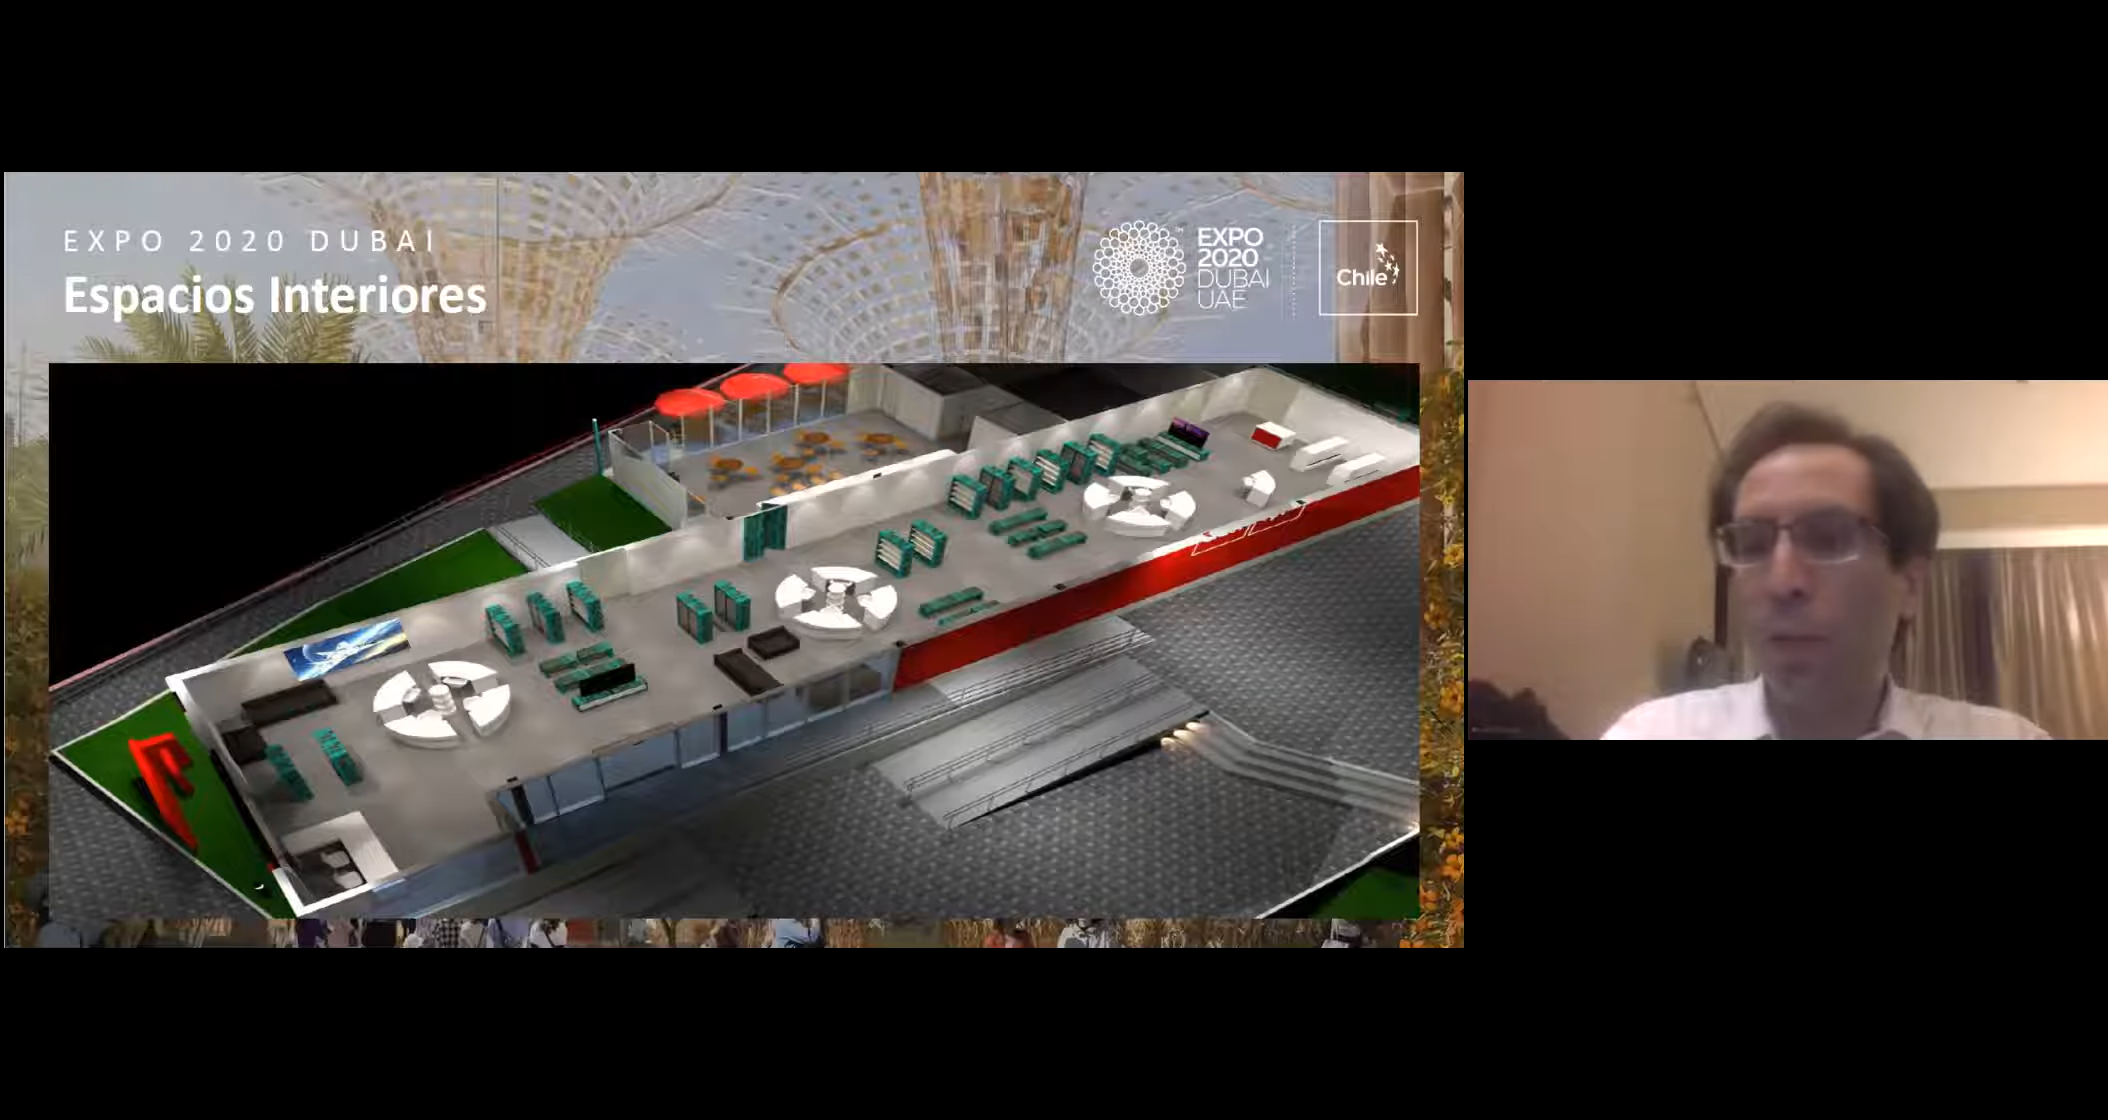 EXPO 2020 DUBAI
Espacios Interiores
EXPO
2020
DUBAI
UAE
Chile